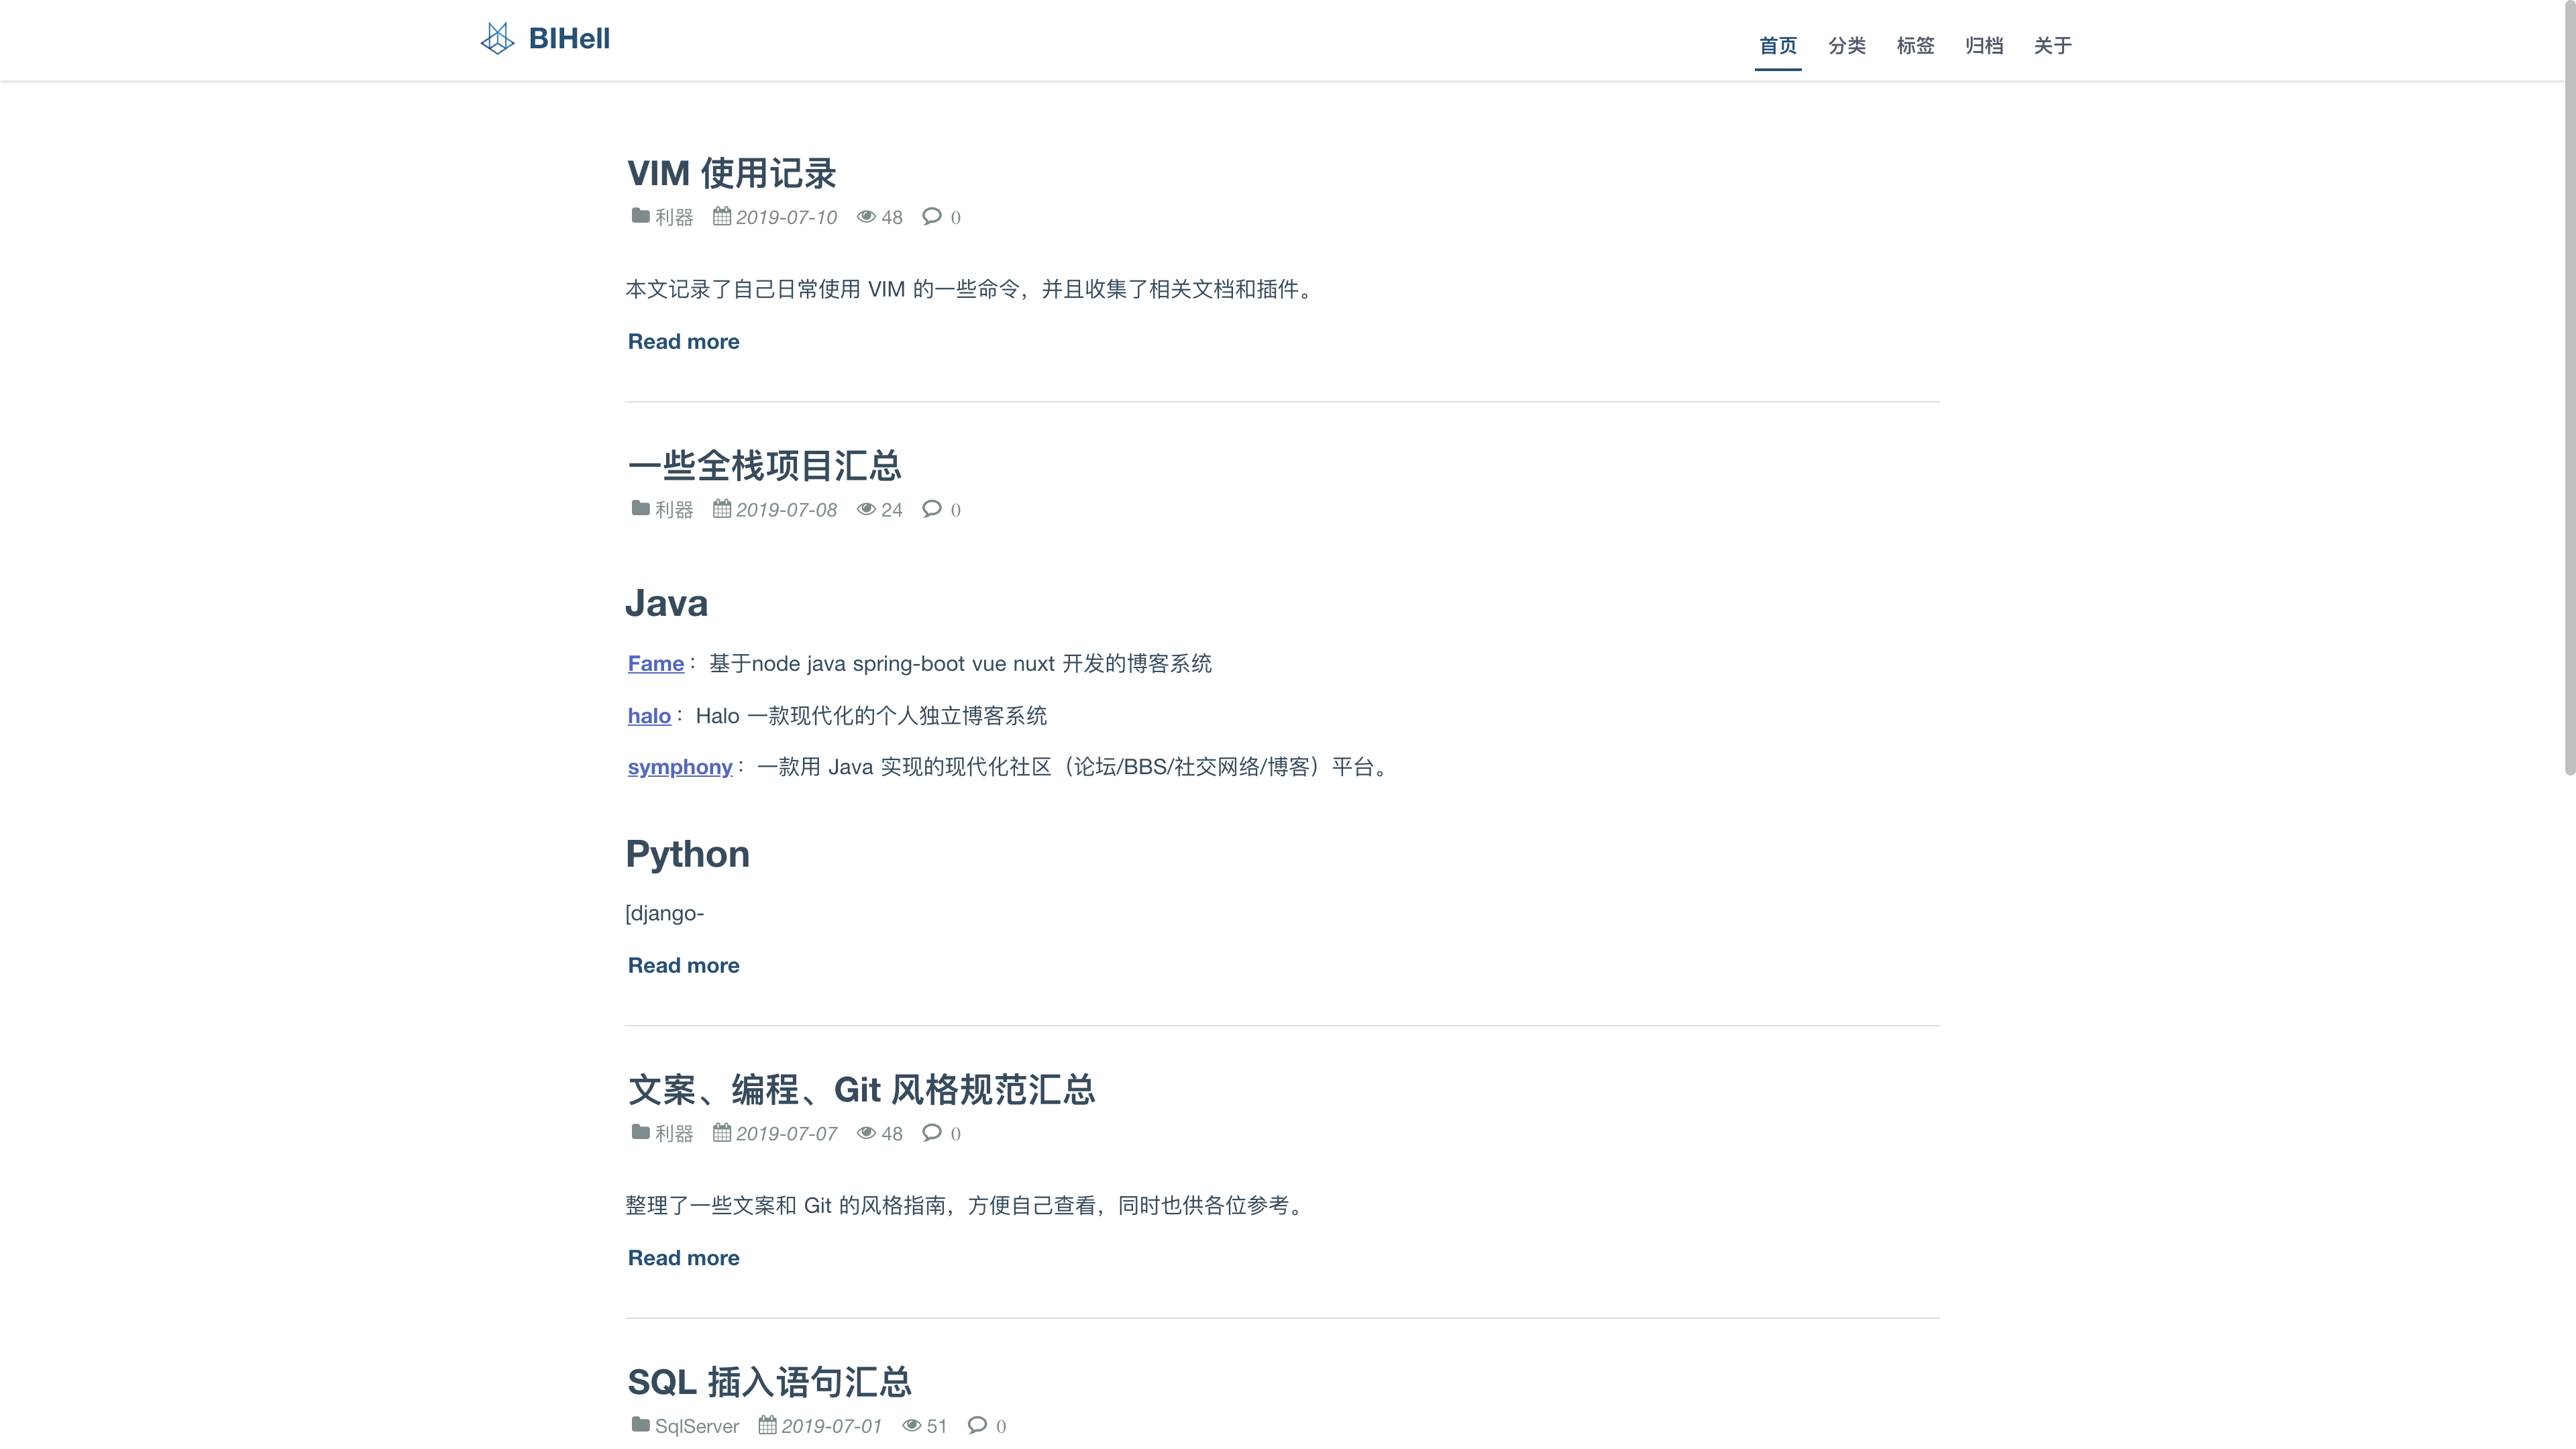 BIHell
首页 分类 标签 归档 关于
VIM 使用记录
利器 2019-07-10 48 0
本文记录了自己日常使用 VIM 的一些命令，并且收集了相关文档和插件。
Read more
一些全栈项目汇总
利器 2019-07-08 24 0
Java
Fame： 基于node java spring-boot vue nuxt 开发的博客系统
halo： Halo 一款现代化的个人独立博客系统
symphony： 一款用 Java 实现的现代化社区（论坛/BBS/社交网络/博客）平台。
Python
[django-
Read more
文案、编程、Git 风格规范汇总
利器 2019-07-07 48 0
整理了一些文案和 Git 的风格指南，方便自己查看，同时也供各位参考。
Read more
SQL 插入语句汇总
SqlServer 2019-07-01 51 0